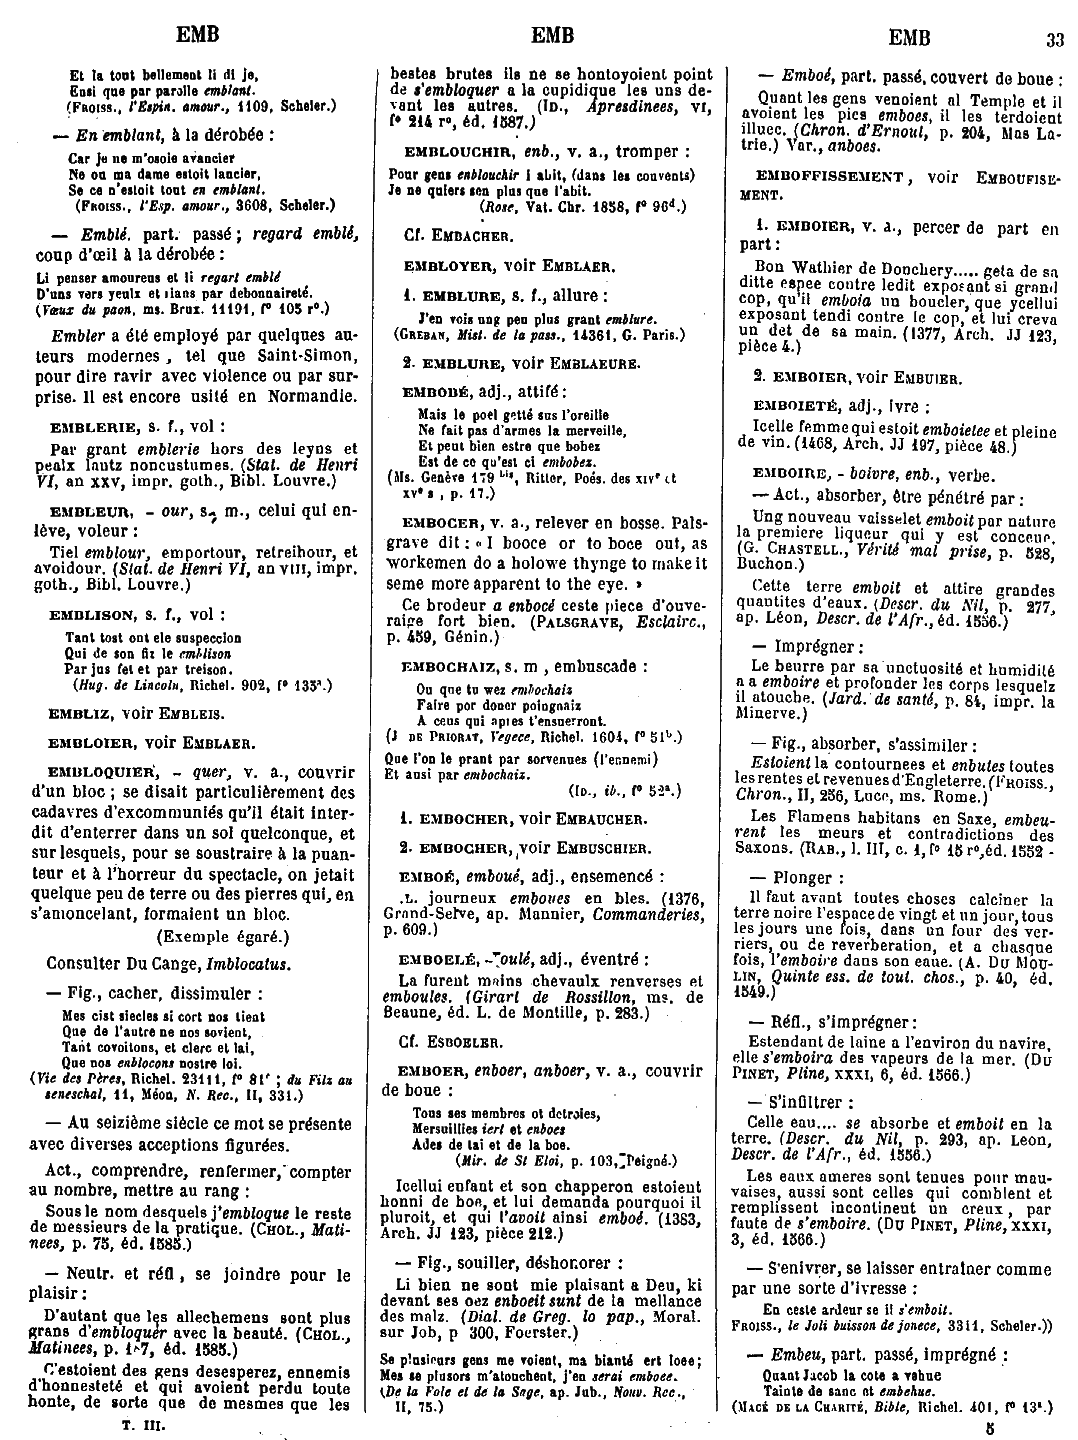 EMB
EMB
EMB
33
Et la tout bellement li di je,
Ensi que par parolle emblant.
(FROISS., l'Espin. amour., 1109, Scheler.)
— En emblant, à la dérobée :
Car je ne m'osoie avancier
Ne ou ma dame estoit lancier,
Se ce n'estoit tout en emblant.
(FROISS., l'Esp. amour., 3608, Scheler.)
— Emblé, part. passé ; regard emblé,
coup d'œil à la dérobée :
Li penser amoureus et li regart emblé
D'uns vers yeulx et rians par debonnaireté.
(Vœux du paon, ms. Brux. 11191, f° 105 r°.)
Embler a été employé par quelques au-
teurs modernes, tel que Saint-Simon,
pour dire ravir avec violence ou par sur-
prise. Il est encore usité en Normandie.
EMBLERIE, s. f., vol :
Par grant emblerie hors des leyns et
pealx lautz noncustumes. (Stat. de Henri
VI, an XXV, impr. goth., Bibl. Louvre.)
EMBLEUR, - our, s. m., celui qui en-
lève, voleur :
Tiel emblour, emportour, retreihour, et
avoidour. (Stat. de Henri VI, an VIII, impr.
goth., Bibl. Louvre.)
EMBLISON, s. f., vol :
Tant tost ont ele suspeccion
Qui de son fiz le emblison
Par jus fet et par treison.
(Hug. de Lincoln, Richel. 902, f° 135ª.)
EMBLIZ, voir EMBLEIS.
EMBLOIER, voir EMBLAER.
EMBLOQUIER, - quer, v. a., couvrir
d'un bloc ; se disait particulièrement des
cadavres d'excommuniés qu'il était inter-
dit d'enterrer dans un sol quelconque, et
sur lesquels, pour se soustraire à la puan-
teur et à l'horreur du spectacle, on jetait
quelque peu de terre ou des pierres qui, en
s'amoncelant, formaient un bloc.
(Exemple égaré.)
Consulter Du Cange, Imblocatus.
— Fig., cacher, dissimuler :
Mes cist siecles si cort nos tient
Que de l'autre ne nos sovient,
Tant covoitons, et clerc et lai,
Que nos enblocons nostre loi.
(Vie des Pères, Richel. 23111, f° 81ᶜ ; du Filz au
seneschal, 11, Méon, N. Rec., II, 331.)
— Au seizième siècle ce mot se présente
avec diverses acceptions figurées.
Act., comprendre, renfermer, compter
au nombre, mettre au rang :
Sous le nom desquels j'embloque le reste
de messieurs de la pratique. (CHOL., Mati-
nees, p. 75, éd. 1585.)
— Neutr. et réfl, se joindre pour le
plaisir :
D'autant que les allechemens sont plus
grans d'embloquer avec la beauté. (CHOL.,
Matinees, p. 1 7, éd. 1585.)
C'estoient des gens desesperez, ennemis
d'honnesteté et qui avoient perdu toute
honte, de sorte que de mesmes que les
T. III.
bestes brutes ils ne se hontoyoient point
de s'embloquer a la cupidique les uns de-
vant les autres. (ID., Apresdinees, VI,
f° 214 r°, éd. 1587.)
EMBLOUCHIR, enb., v. a., tromper :
Pour gens enblouchir i abit, (dans les couvents)
Je ne quiers sen plus que l'abit.
(Rose, Vat. Chr. 1858, f° 96ᵈ.)
Cf. EMBACHER.
EMBLOYER, voir EMBLAER.
1. EMBLURE, s. f., allure :
J'en vois ung peu plus grant emblure.
(GREBAN, Mist. de la pass., 14361, G. Paris.)
2. EMBLURE, voir EMBLAEURE.
EMBOBÉ, adj., attifé :
Mais le poel getté sus l'oreille
Ne fait pas d'armes la merveille,
Et peut bien estre que bobez
Est de ce qu'est ci embobez.
(Ms. Genève 179 bis, Ritter, Poés. des XIVᵉ et
XVᵉ s, p. 17.)
EMBOCER, v. a., relever en bosse. Pals-
grave dit : « I booce or to boce out, as
workemen do a holowe thynge to make it
seme more apparent to the eye. »
Ce brodeur a enbocé ceste piece d'ouve-
raige fort bien. (PALSGRAVE, Esclairc.,
p. 459, Génin.)
EMBOCHAIZ, s. m, embuscade :
Ou que tu wez embochaiz
Faire por doner poignaiz
A ceus qui apres t'ensueront.
(J DE PRIORAT, Vegece, Richel. 1604, f° 51ᵇ.)
Que l'on le prant par sorvenues (l'ennemi)
Et ausi par embochaiz.
(ID., ib., f° 52ª.)
1. EMBOCHER, voir EMBAUCHER.
2. EMBOCHER, voir EMBUSCHIER.
EMBOÉ, emboué, adj., ensemencé :
.L. journeux emboues en bles. (1376,
Grand-Selve, ap. Mannier, Commanderies,
p. 609.)
EMBOELÉ, - oulé, adj., éventré :
La furent mains chevaulx renverses et
emboules. (Girart de Rossillon, ms. de
Beaune, éd. L. de Montille, p. 283.)
Cf. ESBOELER.
EMBOER, enboer, anboer, v. a., couvrir
de boue :
Tous ses membres ot detroies,
Mersuillies iert et enboes
Ades de tai et de la boe.
(Mir. de St Eloi, p. 103, Peigné.)
Icellui enfant et son chapperon estoient
honni de boe, et lui demanda pourquoi il
pluroit, et qui l'avoit ainsi emboé. (1383,
Arch. JJ 123, pièce 212.)
— Fig., souiller, déshonorer :
Li bien ne sont mie plaisant a Deu, ki
devant ses oez enboeit sunt de la mellance
des malz. (Dial. de Greg. lo pap., Moral.
sur Job, p 300, Foerster.)
Se plusieurs gens me voient, ma biauté ert loee;
Mes se plusors m'atouchent, j'en serai emboee.
(De la Fole et de la Sage, ap. Jub., Nouv. Rec.,
II, 75.)
— Emboé, part. passé, couvert de boue :
Quant les gens venoient al Temple et il
avoient les pies emboes, il les terdoient
illuec. (Chron. d'Ernoul, p. 204, Mas La-
trie.) Var., anboes.
EMBOFFISSEMENT, voir EMBOUFISE-
MENT.
1. EMBOIER, v. a., percer de part en
part :
Bon Wathier de Donchery..... geta de sa
ditte espee contre ledit exposant si grand
cop, qu'il emboia un boucler, que ycellui
exposant tendi contre le cop, et lui creva
un det de sa main. (1377, Arch. JJ 123,
pièce 4.)
2. EMBOIER, voir EMBUIER.
EMBOIETÉ, adj., ivre :
Icelle femme qui estoit emboietee et pleine
de vin. (1468, Arch. JJ 197, pièce 48.)
EMBOIRE, - boivre, enb., verbe.
— Act., absorber, être pénétré par :
Ung nouveau vaisselet emboit par nature
la premiere liqueur qui y est conceue.
(G. CHASTELL., Vérité mal prise, p. 528,
Buchon.)
Cette terre emboit et attire grandes
quantites d'eaux. (Descr. du Nil, p. 277,
ap. Léon, Descr. de l'Afr., éd. 1556.)
— Imprégner :
Le beurre par sa unctuosité et humidité
a a emboire et profonder les corps lesquelz
il atouche. (Jard. de santé, p. 84, impr. la
Minerve.)
— Fig., absorber, s'assimiler :
Estoient la contournees et enbutes toutes
les rentes et revenues d'Engleterre. (FROISS.,
Chron., II, 256, Luce, ms. Rome.)
Les Flamens habitans en Saxe, embeu-
rent les meurs et contradictions des
Saxons. (RAB., l. III, c. 1, f° 15 r°, éd. 1552 -
— Plonger :
Il faut avant toutes choses calciner la
terre noire l'espace de vingt et un jour, tous
les jours une fois, dans un four des ver-
riers, ou de reverberation, et a chasque
fois, l'emboire dans son eaue. (A. DU MOU-
LIN, Quinte ess. de tout. chos., p. 40, éd.
1549.)
— Réfl., s'imprégner :
Estendant de laine a l'environ du navire,
elle s'emboira des vapeurs de la mer. (DU
PINET, Pline, XXXI, 6, éd. 1566.)
— S'infiltrer :
Celle eau.... se absorbe et emboit en la
terre. (Descr. du Nil, p. 293, ap. Leon,
Descr. de l'Afr., éd. 1556.)
Les eaux ameres sont tenues pour mau-
vaises, aussi sont celles qui comblent et
remplissent incontinent un creux, par
faute de s'emboire. (DU PINET, Pline, XXXI,
3, éd. 1566.)
— S'enivrer, se laisser entraîner comme
par une sorte d'ivresse :
En ceste ardeur se il s'emboit.
FROISS., le Joli buisson de jonece, 3311, Scheler.))
— Embeu, part. passé, imprégné :
Quant Jacob la cote a vehue
Tainte de sanc et embehue.
(MACÉ DE LA CHARITÉ, Bible, Richel. 401, f° 13ª.)
5